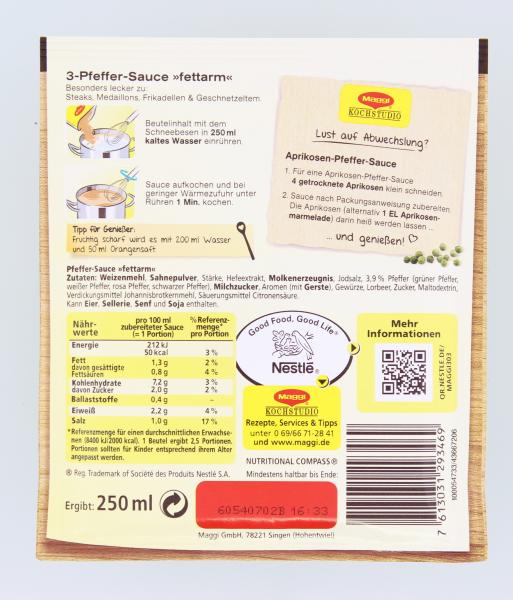 3-Pfeffer-Sauce »fettarm«
Besonders lecker zu:
Steaks, Medaillons, Frikadellen & Geschnetzeltem.
Beutelinhalt mit dem
Schneebesen in 250 ml
kaltes Wasser einrühren.
Sauce aufkochen und bei
geringer Wärmezufuhr unter
Rühren 1 Min. kochen.
Tipp für Genießer:
Fruchtig scharf wird es mit 200 ml Wasser
und 50 ml Orangensaft.
Maggi
KOCHSTUDIO
Lust auf Abwechslung?
Aprikosen-Pfeffer-Sauce
1. Für eine Aprikosen-Pfeffer-Sauce
4 getrocknete Aprikosen klein schneiden.
2. Sauce nach Packungsanweisung zubereiten.
Die Aprikosen (alternativ 1 EL Aprikosen-
marmelade) darin heiß werden lassen ...
... und genießen!
Pfeffer-Sauce »fettarm«
Zutaten: Weizenmehl, Sahnepulver, Stärke, Hefeextrakt, Molkenerzeugnis, Jodsalz, 3,9 % Pfeffer (grüner Pfeffer,
weißer Pfeffer, rosa Pfeffer, schwarzer Pfeffer), Milchzucker, Aromen (mit Gerste), Gewürze, Lorbeer, Zucker, Maltodextrin,
Verdickungsmittel Johannisbrotkernmehl, Säuerungsmittel Citronensäure.
Kann Eier, Sellerie, Senf und Soja enthalten.
Nähr-
werte
pro 100 ml
zubereiteter Sauce
(= 1 Portion)
%Referenz-
menge*
pro Portion
Energie 212 kJ
50 kcal 3 %
Fett 1,3 g 2 %
davon gesättigte
Fettsäuren 0,8 g 4 %
Kohlenhydrate 7,2 g 3 %
davon Zucker 2,0 g 2 %
Ballaststoffe 0,4 g –
Eiweiß 2,2 g 4 %
Salz 1,0 g 17 %
*Referenzmenge für einen durchschnittlichen Erwachse-
nen (8400 kJ/2000 kcal). 1 Beutel ergibt 2,5 Portionen.
Portionen sollten für Kinder entsprechend ihrem Alter
angepasst werden.
Good Food, Good Life®
Nestlé
Maggi
KOCHSTUDIO
Rezepte, Services & Tipps
unter 0 69/66 71-28 41
und www.maggi.de
Mehr
Informationen
QR.NESTLE.DE/
MAGGI303
® Reg. Trademark of Société des Produits Nestlé S.A.
NUTRITIONAL COMPASS®
Mindestens haltbar bis Ende:
Ergibt: 250 ml
60540702B 16:33
Maggi GmbH, 78221 Singen (Hohentwiel)
7 613031 293469
100054733/43667206